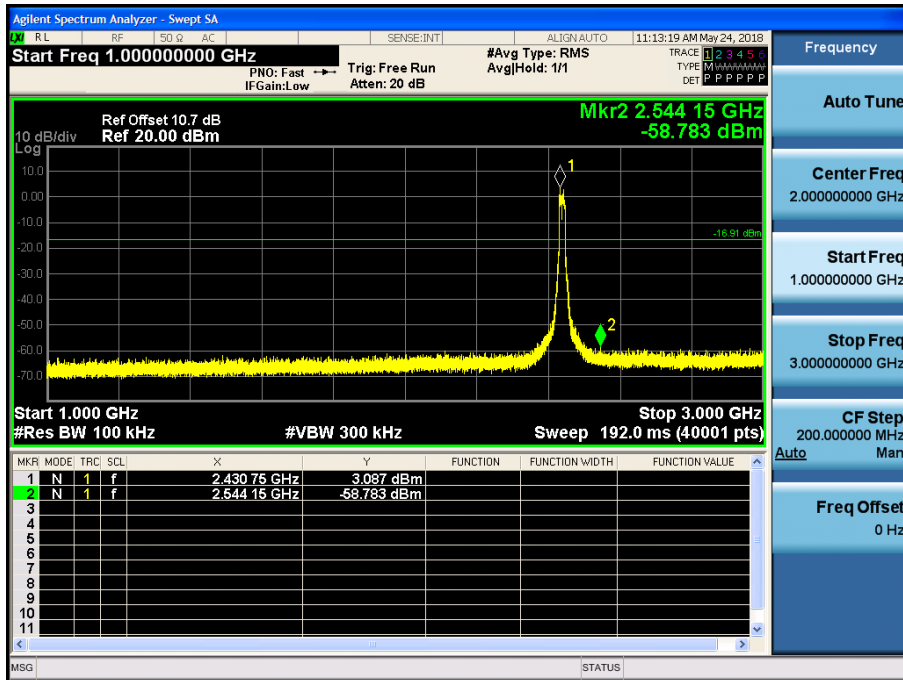 Agilent Spectrum Analyzer - Swept SA
LXI RL RF 50 Ω AC SENSE:INT ALIGN AUTO 11:13:19 AM May 24, 2018
Start Freq 1.000000000 GHz
PNO: Fast
IFGain:Low
Trig: Free Run
Atten: 20 dB
#Avg Type: RMS
Avg|Hold: 1/1
TRACE 1 2 3 4 5 6
TYPE MWWWWW
DET P P P P P P
Mkr2 2.544 15 GHz
-58.783 dBm
Ref Offset 10.7 dB
10 dB/div Ref 20.00 dBm
Log
10.0
0.00
-10.0
-20.0
-30.0
-40.0
-50.0
-60.0
-70.0
1
-16.91 dBm
2
Start 1.000 GHz Stop 3.000 GHz
#Res BW 100 kHz #VBW 300 kHz Sweep 192.0 ms (40001 pts)
MKR MODE TRC SCL X Y FUNCTION FUNCTION WIDTH FUNCTION VALUE
1 N 1 f 2.430 75 GHz 3.087 dBm
2 N 1 f 2.544 15 GHz -58.783 dBm
3
4
5
6
7
8
9
10
11
MSG STATUS
Frequency
Auto Tune
Center Freq
2.000000000 GHz
Start Freq
1.000000000 GHz
Stop Freq
3.000000000 GHz
CF Step
200.000000 MHz
Auto Man
Freq Offset
0 Hz